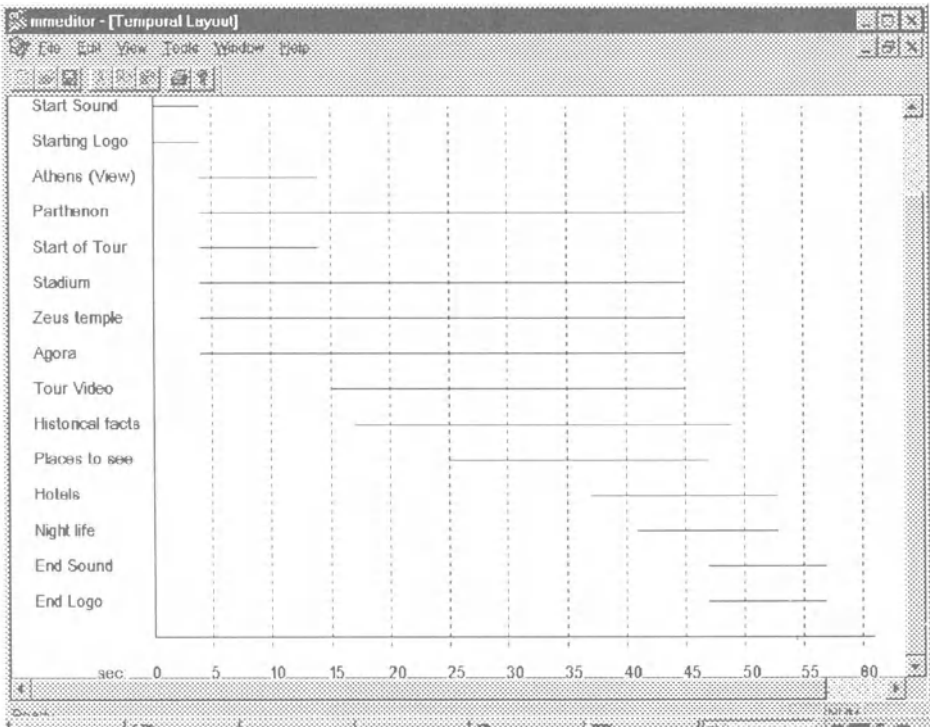 mmeditor - [Temporal Layout]
File Edit View Tools Window Help
Start Sound
Starting Logo
Athens (View)
Parthenon
Start of Tour
Stadium
Zeus temple
Agora
Tour Video
Historical facts
Places to see
Hotels
Night life
End Sound
End Logo
sec 0 5 10 15 20 25 30 35 40 45 50 55 60